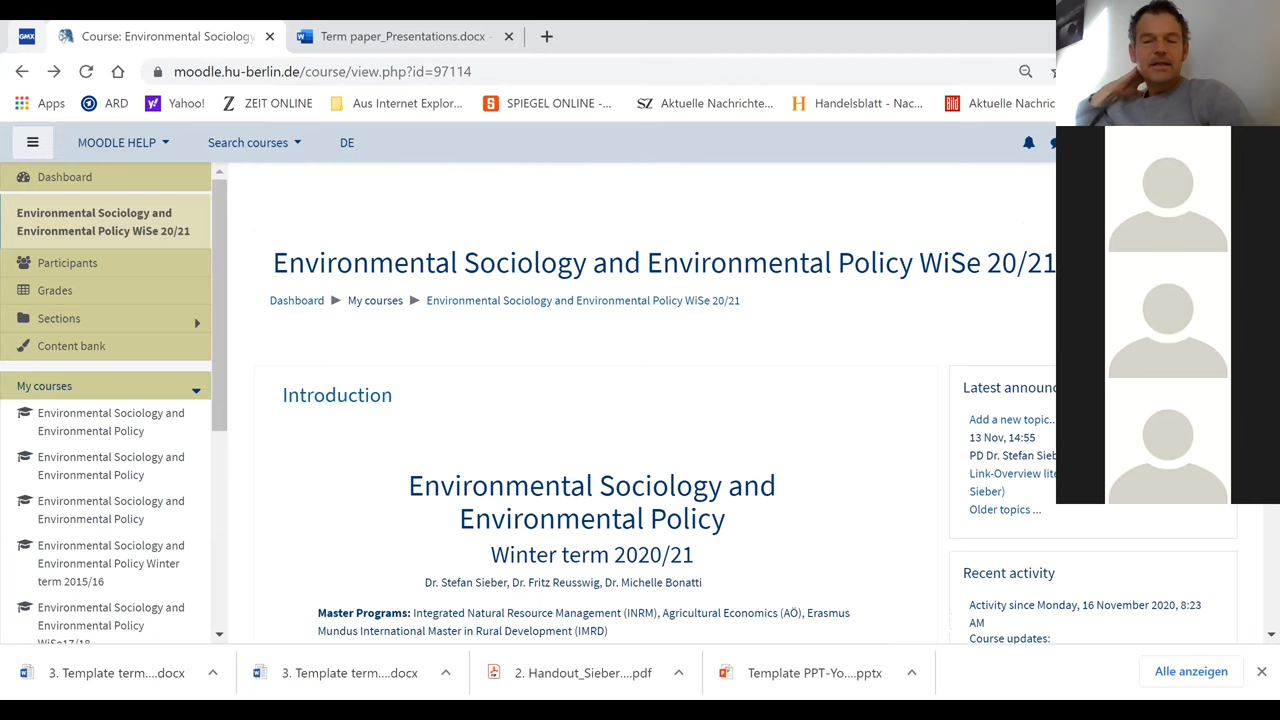 GMX
Course: Environmental Sociology
Term paper_Presentations.docx -
moodle.hu-berlin.de/course/view.php?id=97114
Apps
ARD
Yahoo!
ZEIT ONLINE
Aus Internet Explor...
SPIEGEL ONLINE -...
SZ Aktuelle Nachrichte...
H Handelsblatt - Nac...
Bild Aktuelle Nachric
MOODLE HELP
Search courses
DE
Dashboard
Environmental Sociology and
Environmental Policy WiSe 20/21
Participants
Grades
Sections
Content bank
My courses
Environmental Sociology and
Environmental Policy
Environmental Sociology and
Environmental Policy
Environmental Sociology and
Environmental Policy
Environmental Sociology and
Environmental Policy Winter
term 2015/16
Environmental Sociology and
Environmental Policy
WiSe17/18
Environmental Sociology and Environmental Policy WiSe 20/21
Dashboard ▶ My courses ▶ Environmental Sociology and Environmental Policy WiSe 20/21
Introduction
Environmental Sociology and
Environmental Policy
Winter term 2020/21
Dr. Stefan Sieber, Dr. Fritz Reusswig, Dr. Michelle Bonatti
Master Programs: Integrated Natural Resource Management (INRM), Agricultural Economics (AÖ), Erasmus
Mundus International Master in Rural Development (IMRD)
Latest announ
Add a new topic...
13 Nov, 14:55
PD Dr. Stefan Sieb
Link-Overview lite
Sieber)
Older topics ...
Recent activity
Activity since Monday, 16 November 2020, 8:23
AM
Course updates:
3. Template term....docx
3. Template term....docx
2. Handout_Sieber....pdf
Template PPT-Yo....pptx
Alle anzeigen